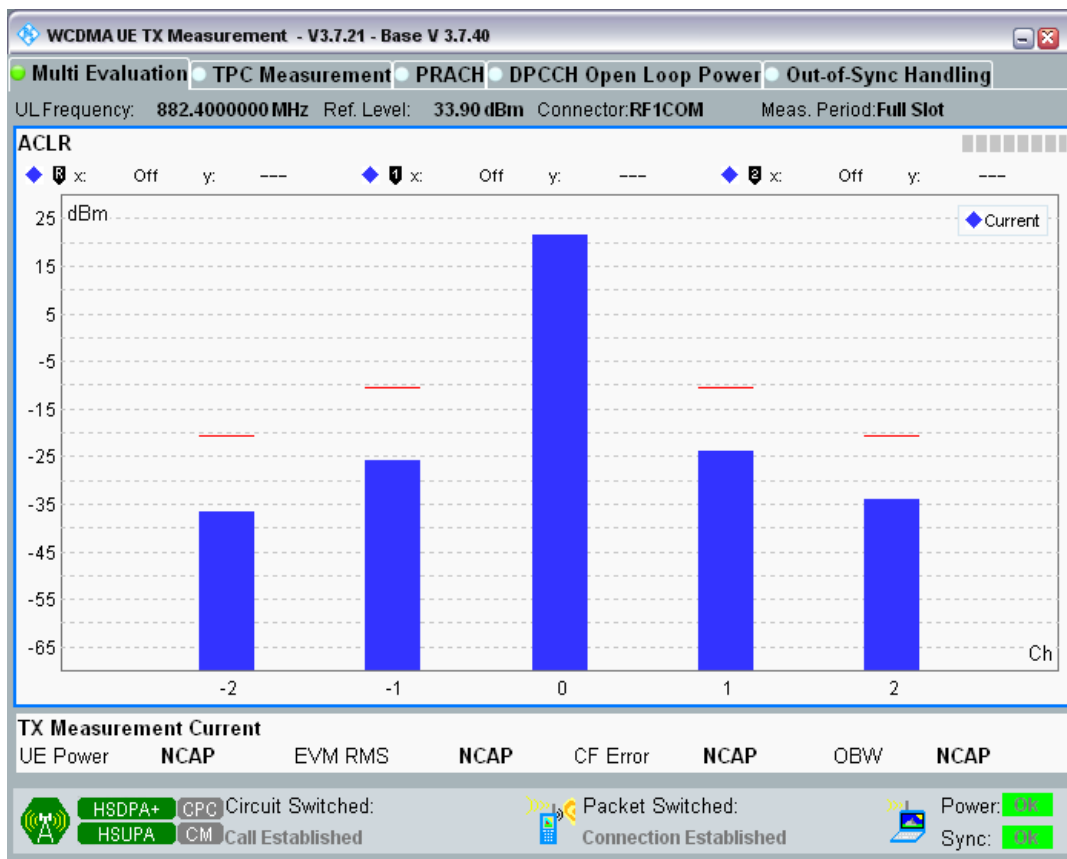 WCDMA UE TX Measurement - V3.7.21 - Base V 3.7.40
Multi Evaluation TPC Measurement PRACH DPCCH Open Loop Power Out-of-Sync Handling
UL Frequency: 882.4000000 MHz Ref. Level: 33.90 dBm Connector:RF1COM Meas. Period:Full Slot
ACLR
R x: Off y: --- 1 x: Off y: --- 2 x: Off y: ---
dBm
Current
25
15
5
-5
-15
-25
-35
-45
-55
-65
Ch
-2 -1 0 1 2
TX Measurement Current
UE Power NCAP EVM RMS NCAP CF Error NCAP OBW NCAP
HSDPA+ CPC Circuit Switched: Packet Switched: Power: OK
HSUPA CM Call Established Connection Established Sync: OK